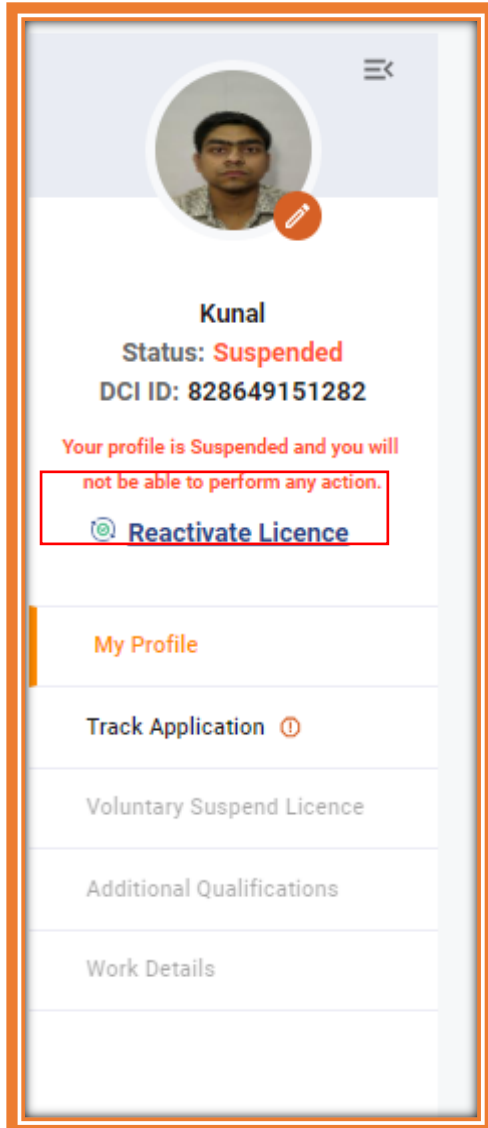 Kunal
Status: Suspended
DCI ID: 828649151282
Your profile is Suspended and you will
not be able to perform any action.
Reactivate Licence
My Profile
Track Application
Voluntary Suspend Licence
Additional Qualifications
Work Details